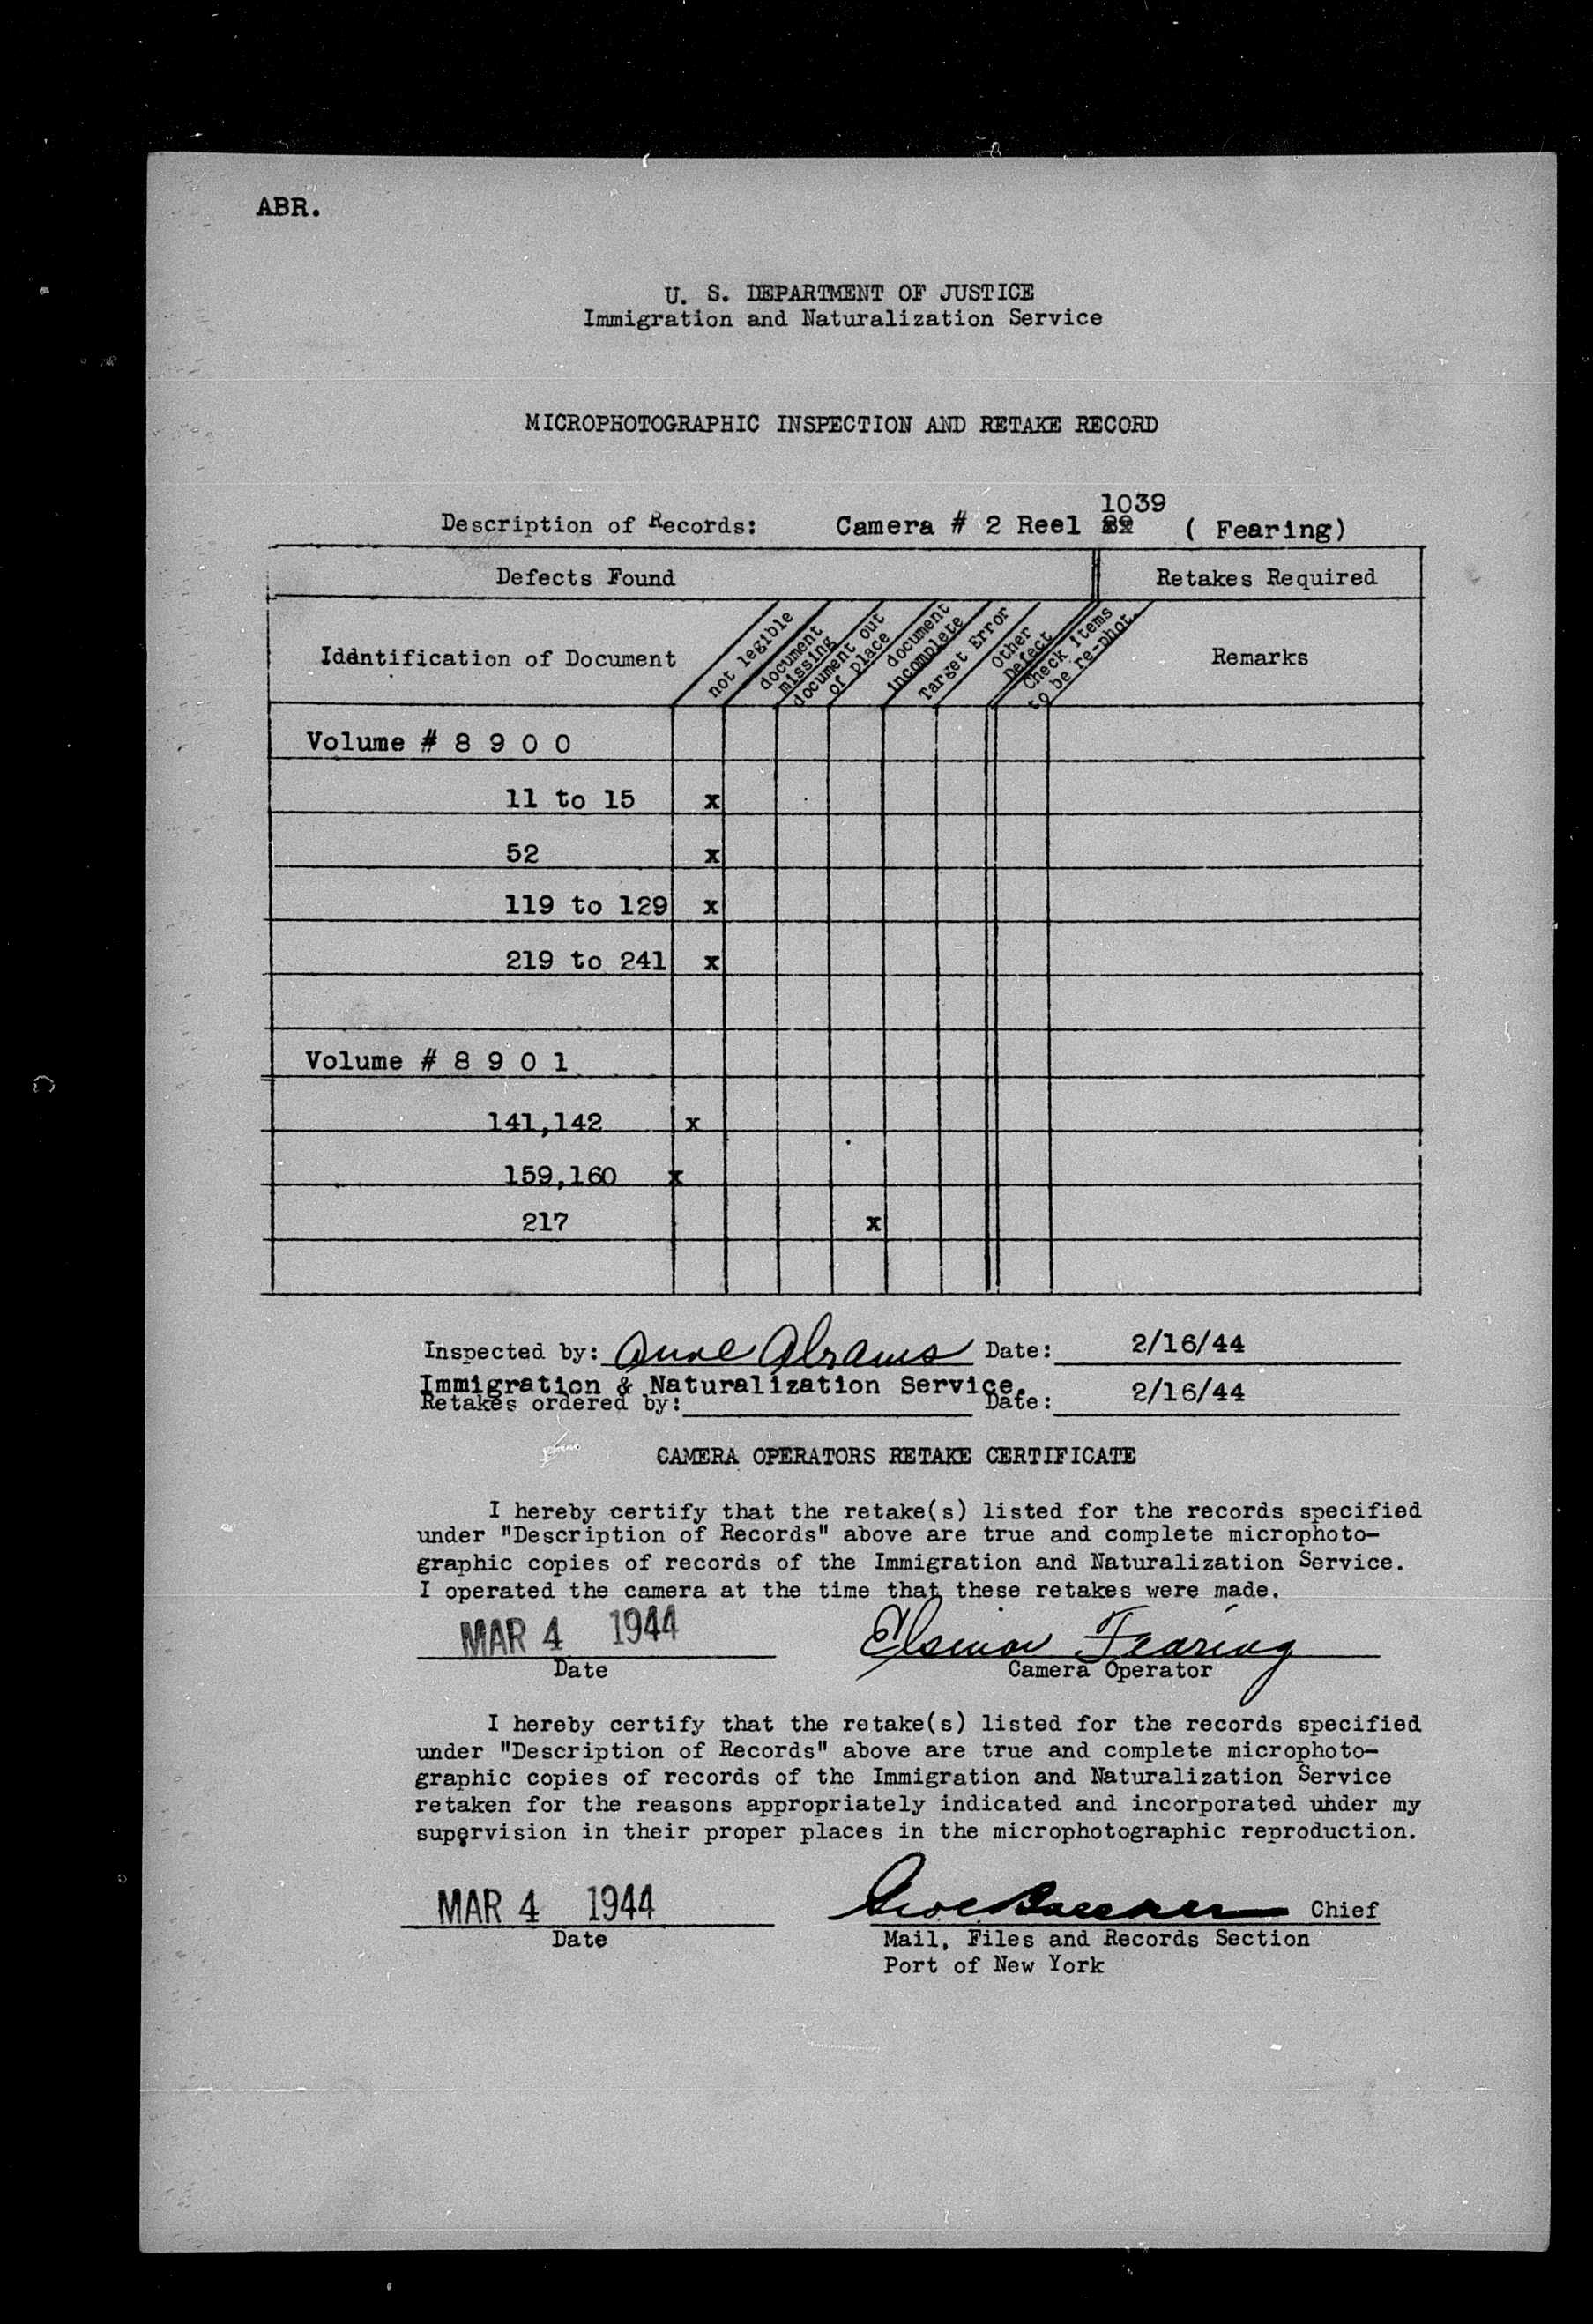 ABR.
U. S. DEPARTMENT OF JUSTICE
Immigration and Naturalization Service
MICROPHOTOGRAPHIC INSPECTION AND RETAKE RECORD
1039
Description of Records: Camera # 2 Reel ( Fearing)
Defects Found Retakes Required
Identification of Document not legible document missing document out of place document incomplete Target Error Other Defect Check Items to be re-phot. Remarks
Volume # 8 9 0 0
11 to 15 x
52 x
119 to 129 x
219 to 241 x
Volume # 8 9 0 1
141,142 x
159,160 x
217 x
Inspected by: Anne Abrams Date: 2/16/44
Immigration & Naturalization Service.
Retakes ordered by: Date: 2/16/44
CAMERA OPERATORS RETAKE CERTIFICATE
I hereby certify that the retake(s) listed for the records specified
under "Description of Records" above are true and complete microphoto-
graphic copies of records of the Immigration and Naturalization Service.
I operated the camera at the time that these retakes were made.
MAR 4 1944 Fearing
Date Camera Operator
I hereby certify that the retake(s) listed for the records specified
under "Description of Records" above are true and complete microphoto-
graphic copies of records of the Immigration and Naturalization Service
retaken for the reasons appropriately indicated and incorporated under my
supervision in their proper places in the microphotographic reproduction.
MAR 4 1944 Chief
Date Mail, Files and Records Section
Port of New York